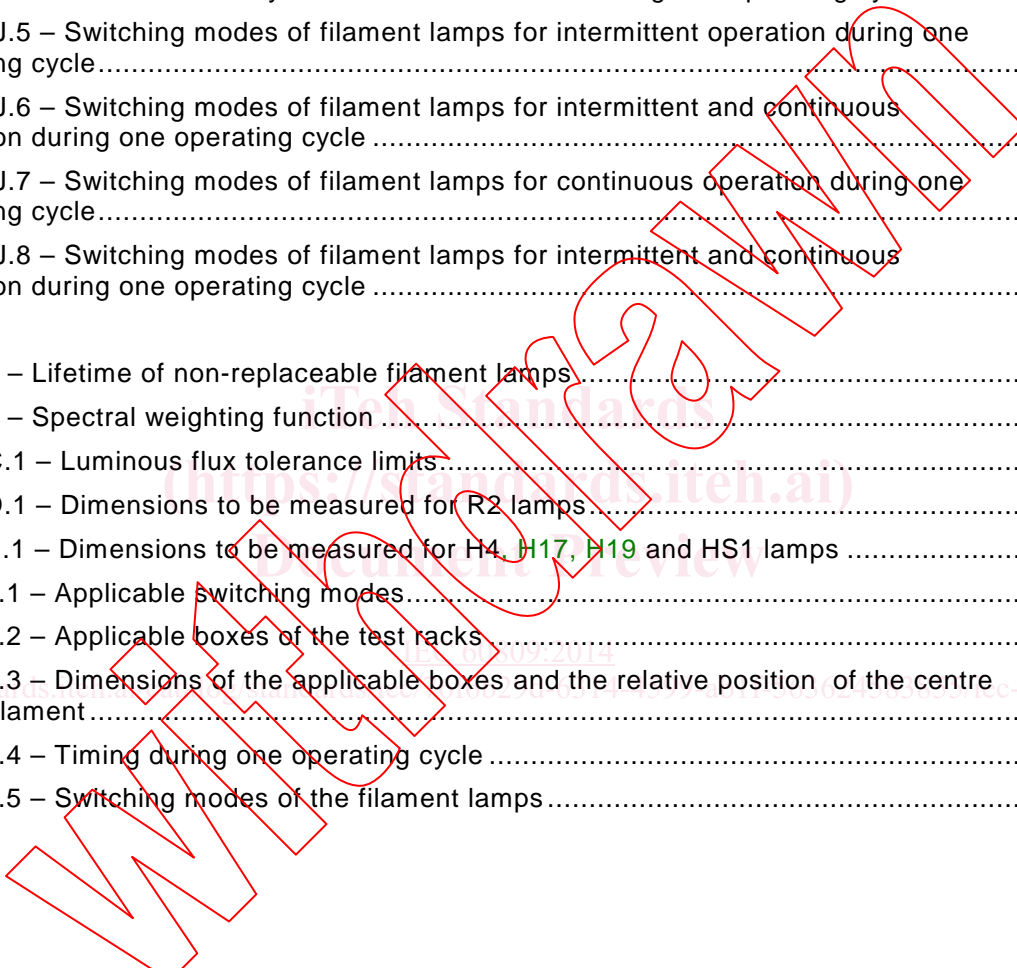 J.5 – Switching modes of filament lamps for intermittent operation during one
ng cycle
J.6 – Switching modes of filament lamps for intermittent and continuous
on during one operating cycle
J.7 – Switching modes of filament lamps for continuous operation during one
ng cycle
J.8 – Switching modes of filament lamps for intermittent and continuous
on during one operating cycle
– Lifetime of non-replaceable filament lamps
iTeh Standards
– Spectral weighting function
.1 – Luminous flux tolerance limits
(https://standards.iteh.ai)
.1 – Dimensions to be measured for R2 lamps
.1 – Dimensions to be measured for H4, H17, H19 and HS1 lamps
Document Preview
.1 – Applicable switching modes
.2 – Applicable boxes of the test racks
IEC 60809:2014
.3 – Dimensions of the applicable boxes and the relative position of the centre
lament
.4 – Timing during one operating cycle
.5 – Switching modes of the filament lamps
withdrawn